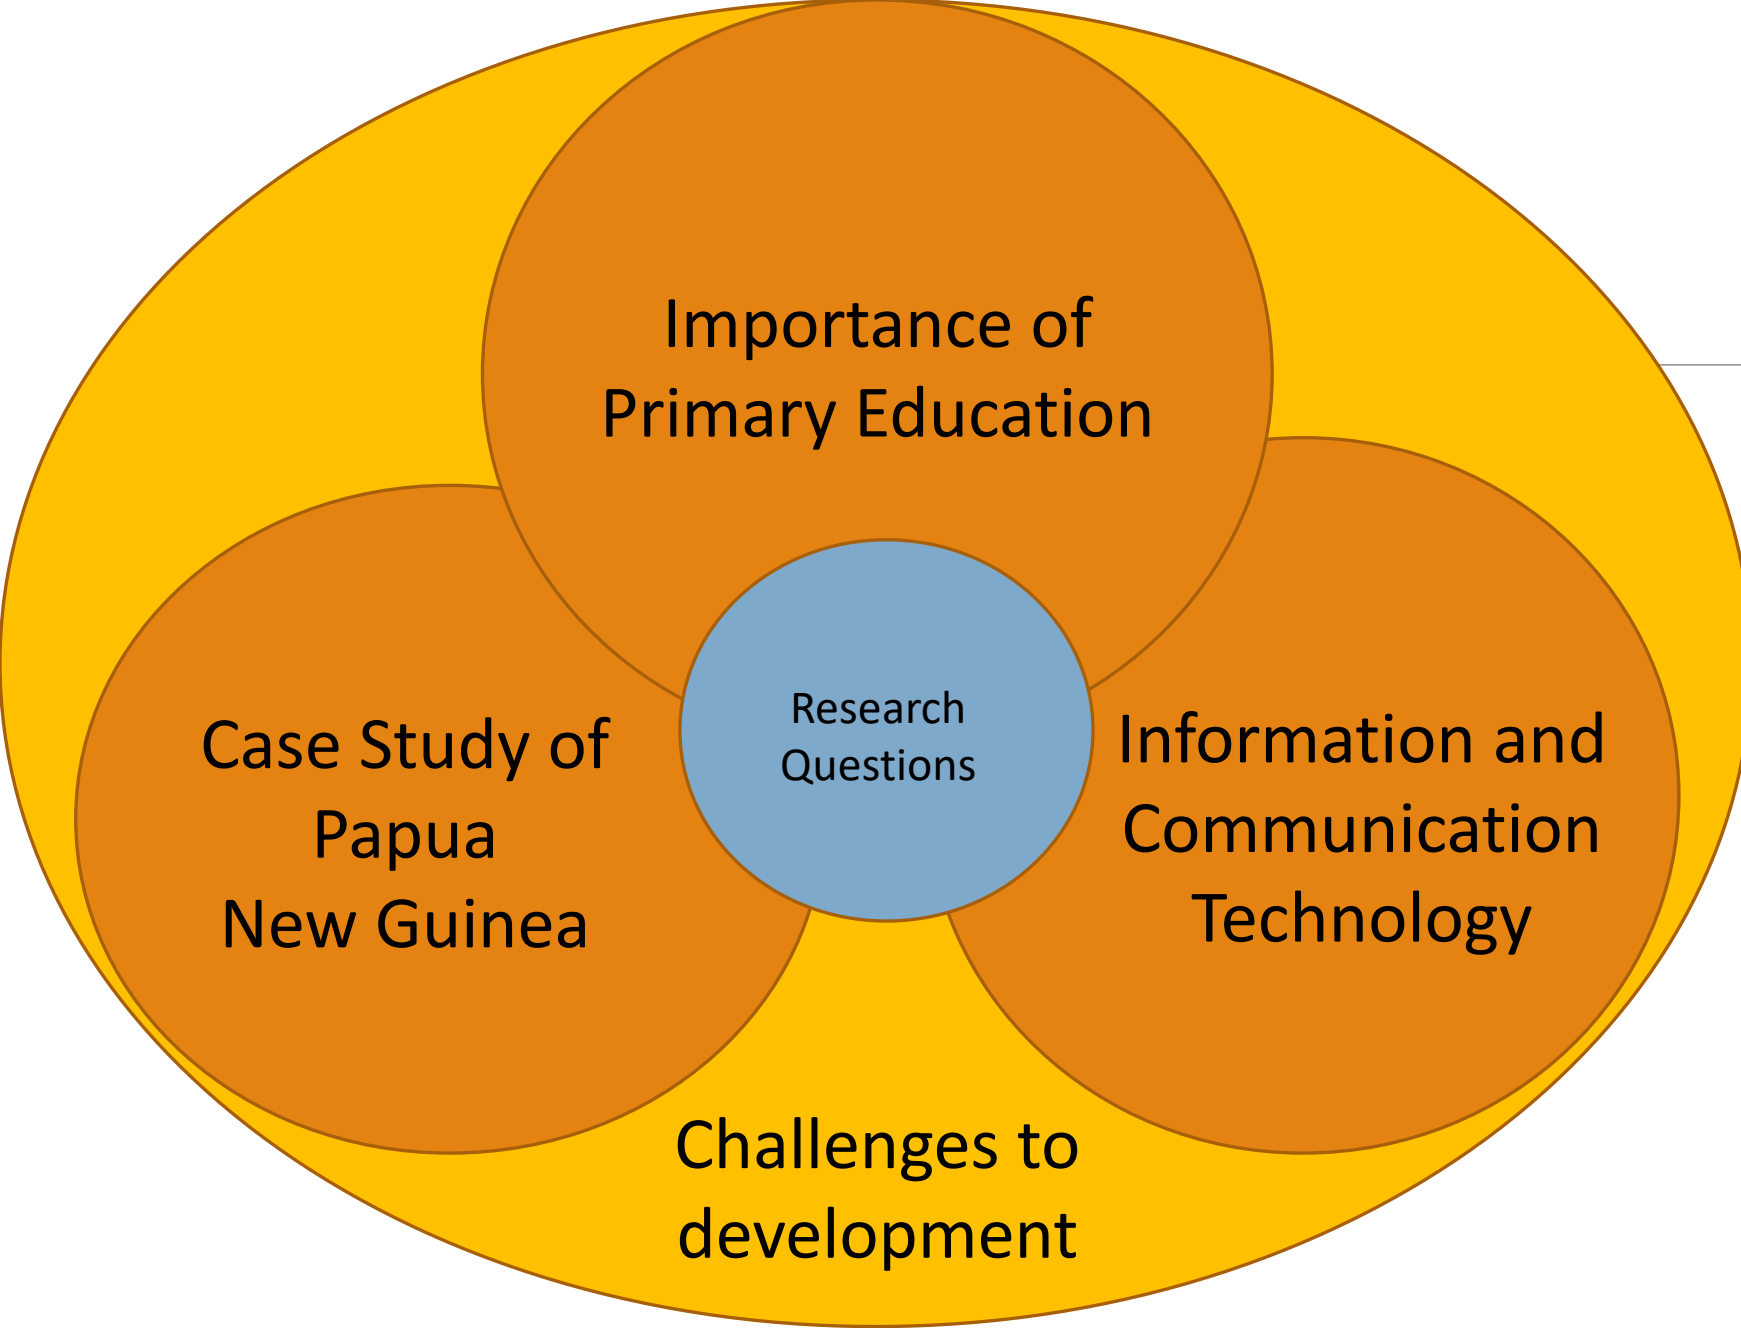 Importance of
Primary Education
Research
Questions
Case Study of
Papua
New Guinea
Information and
Communication
Technology
Challenges to
development